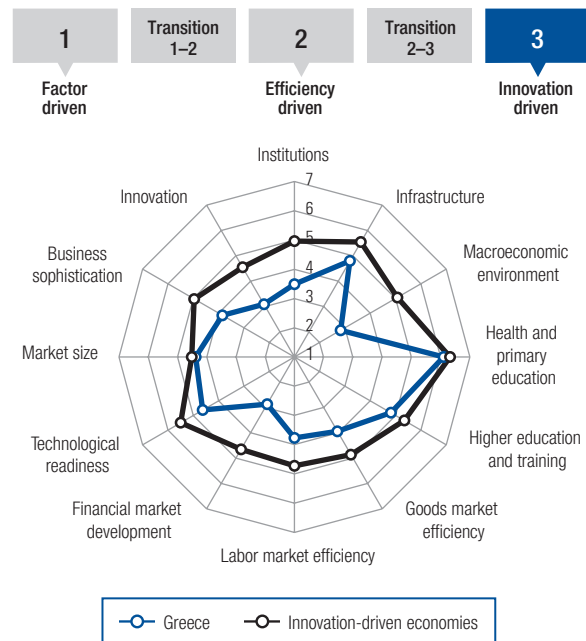 1
Transition
1–2
2
Transition
2–3
3
Factor
driven
Efficiency
driven
Innovation
driven
Institutions
7
6
5
4
3
2
1
Infrastructure
Macroeconomic
environment
Health and
primary
education
Higher education
and training
Goods market
efficiency
Labor market efficiency
Financial market
development
Technological
readiness
Market size
Business
sophistication
Innovation
Greece
Innovation-driven economies